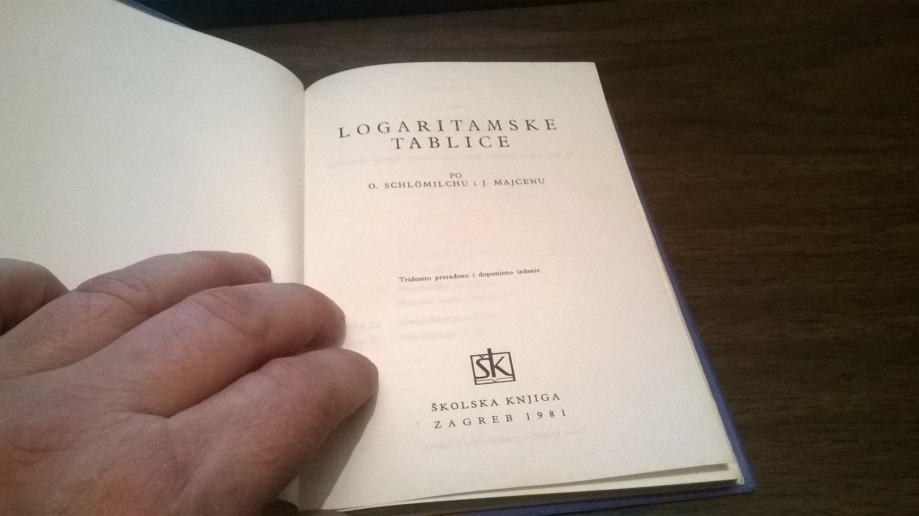 LOGARITAMSKE
TABLICE
PO
O. SCHLÖMILCHU i J. MAJCENU
Trideseto prerađeno i dopunjeno izdanje
ŠK
ŠKOLSKA KNJIGA
ZAGREB 1981